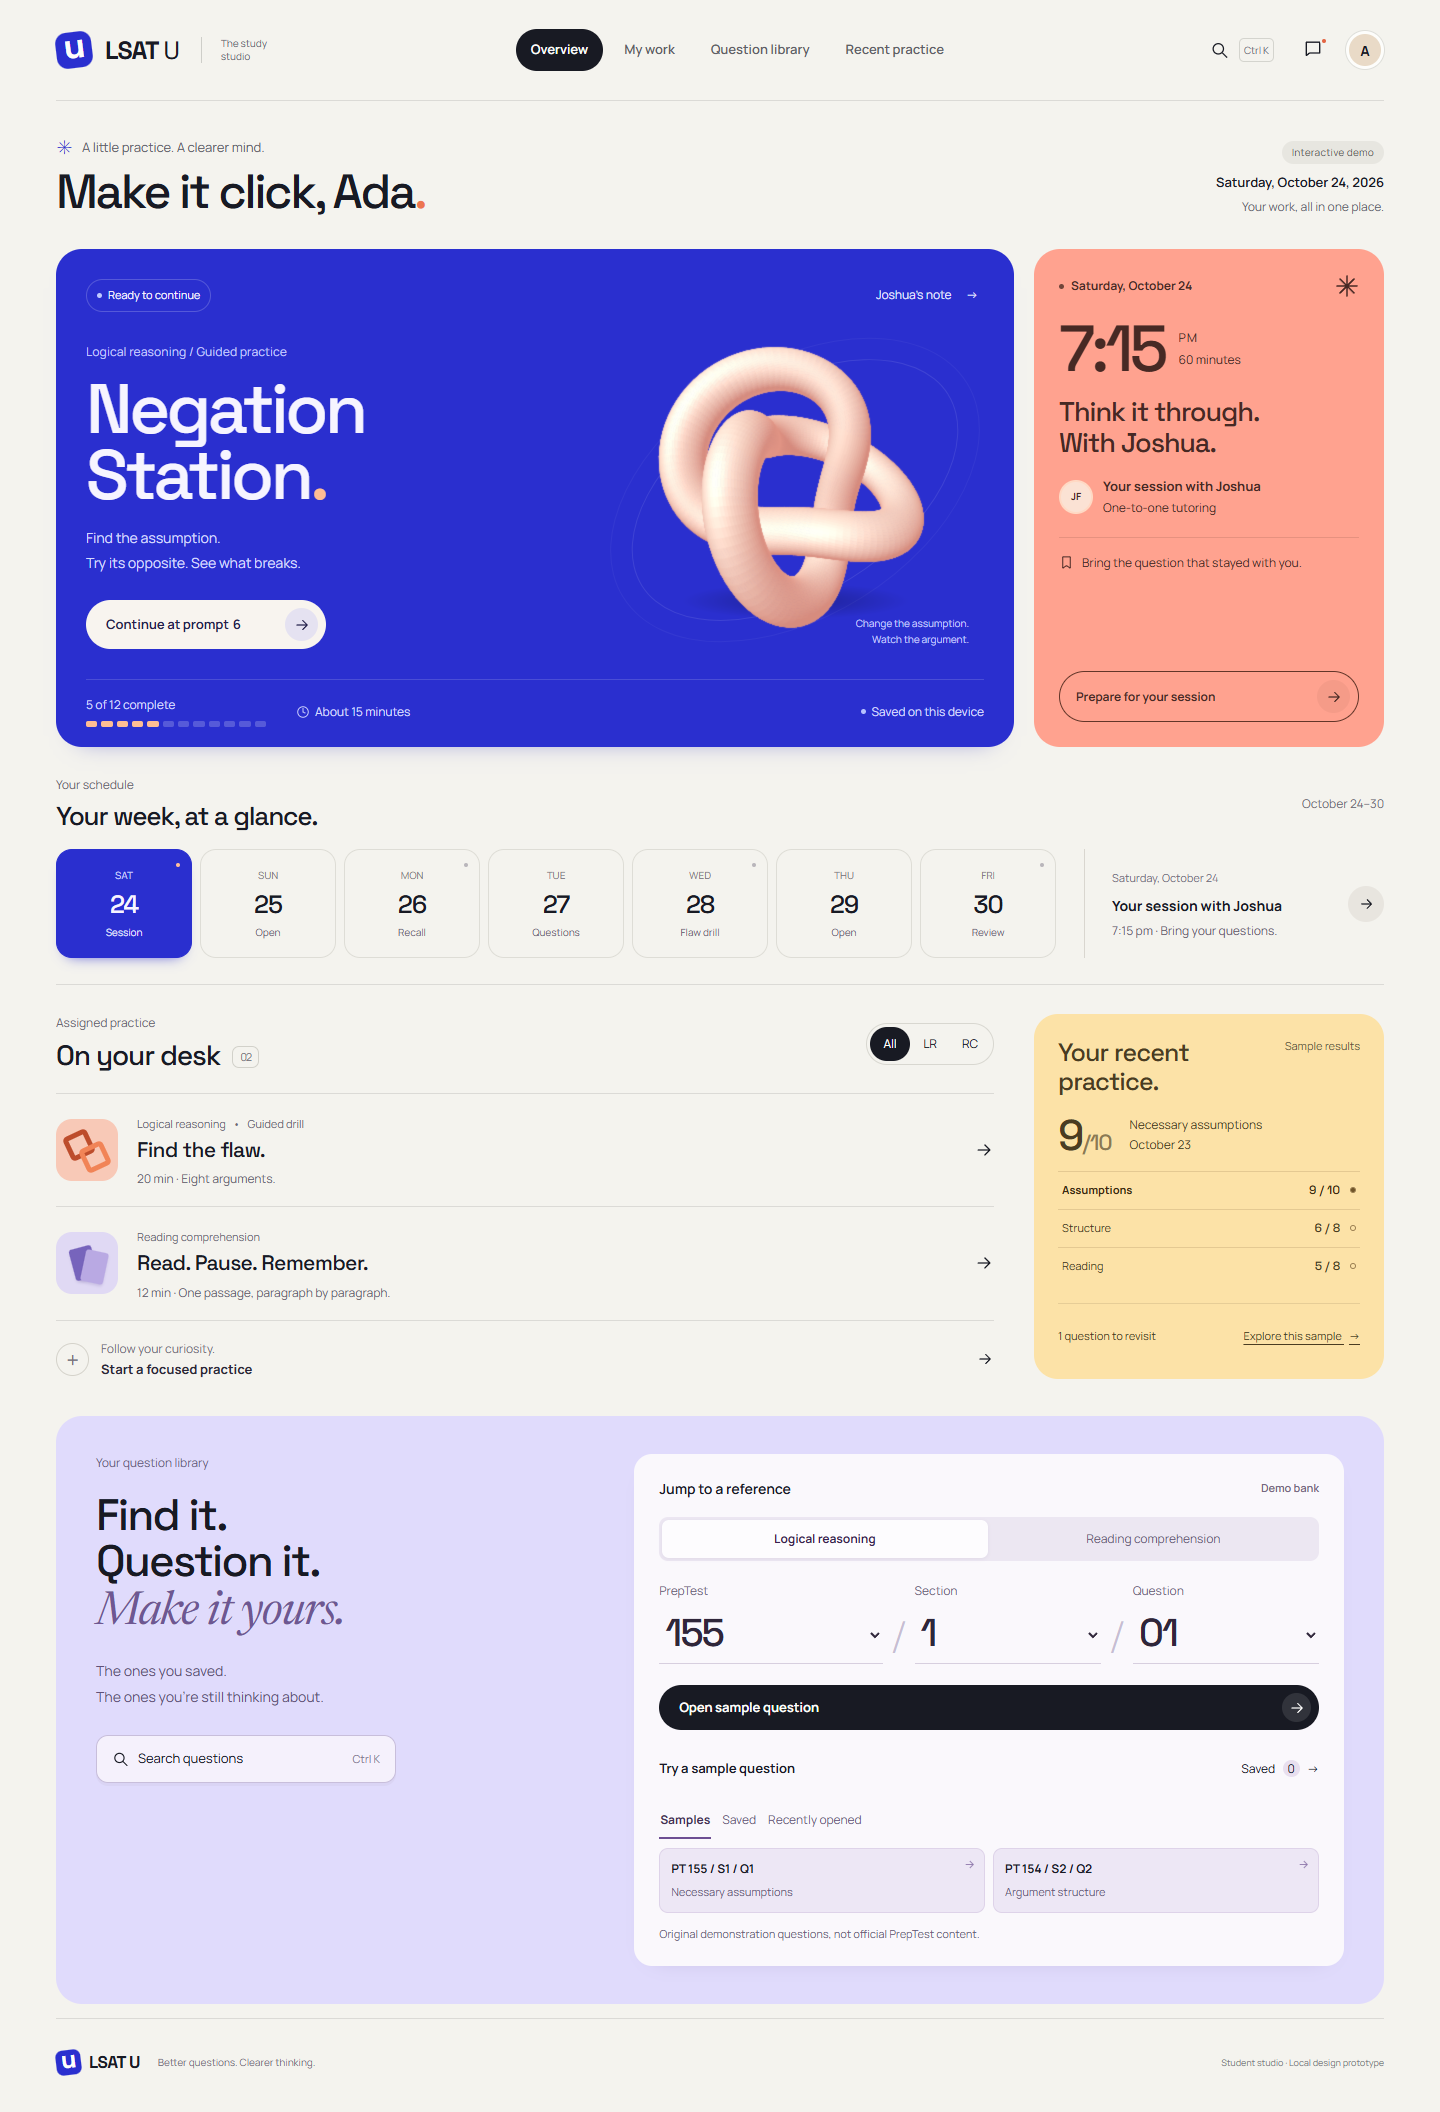 u LSAT U
The study
studio
Overview
My work
Question library
Recent practice
Ctrl K
A
A little practice. A clearer mind.
Make it click, Ada.
Interactive demo
Saturday, October 24, 2026
Your work, all in one place.
Ready to continue
Joshua's note →
Logical reasoning / Guided practice
Negation
Station.
Find the assumption.
Try its opposite. See what breaks.
Continue at prompt 6 →
Change the assumption.
Watch the argument.
5 of 12 complete
About 15 minutes
Saved on this device
Saturday, October 24
7:15
PM
60 minutes
Think it through.
With Joshua.
JF
Your session with Joshua
One-to-one tutoring
Bring the question that stayed with you.
Prepare for your session →
Your schedule
Your week, at a glance.
October 24–30
SAT
24
Session
SUN
25
Open
MON
26
Recall
TUE
27
Questions
WED
28
Flaw drill
THU
29
Open
FRI
30
Review
Saturday, October 24
Your session with Joshua
7:15 pm · Bring your questions.
→
Assigned practice
On your desk 02
All
LR
RC
Logical reasoning • Guided drill
Find the flaw.
20 min · Eight arguments.
→
Reading comprehension
Read. Pause. Remember.
12 min · One passage, paragraph by paragraph.
→
+
Follow your curiosity.
Start a focused practice
→
Your recent
practice.
Sample results
9/10
Necessary assumptions
October 23
Assumptions 9 / 10
Structure 6 / 8
Reading 5 / 8
1 question to revisit
Explore this sample →
Your question library
Find it.
Question it.
Make it yours.
The ones you saved.
The ones you're still thinking about.
Search questions Ctrl K
Jump to a reference
Demo bank
Logical reasoning
Reading comprehension
PrepTest
Section
Question
155 / 1 / 01
Open sample question →
Try a sample question
Saved 0 →
Samples
Saved
Recently opened
PT 155 / S1 / Q1 →
Necessary assumptions
PT 154 / S2 / Q2 →
Argument structure
Original demonstration questions, not official PrepTest content.
u LSAT U
Better questions. Clearer thinking.
Student studio · Local design prototype